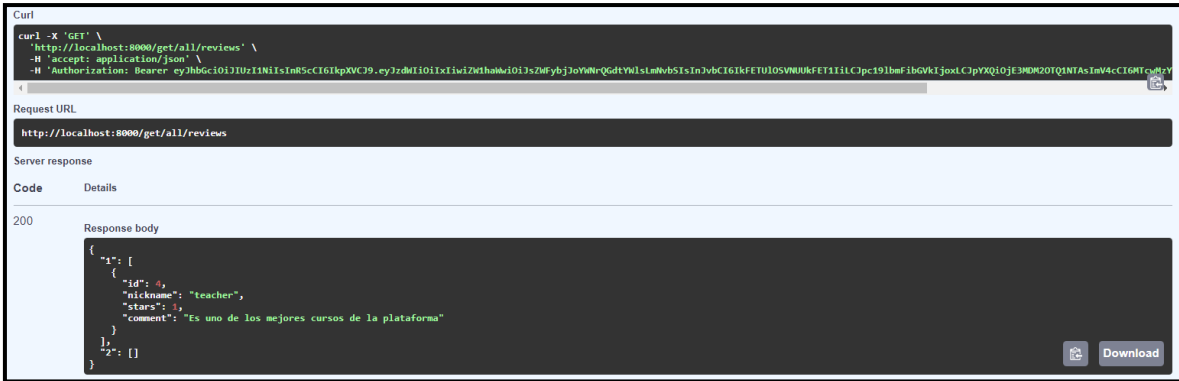 Curl
curl -X 'GET' \
'http://localhost:8000/get/all/reviews' \
-H 'accept: application/json' \
-H 'Authorization: Bearer
Request URL
http://localhost:8000/get/all/reviews
Server response
Code Details
200
Response body
{
"1": [
{
"id": 4,
"nickname": "teacher",
"stars": 1,
"comment": "Es uno de los mejores cursos de la plataforma"
}
],
"2": []
}
Download